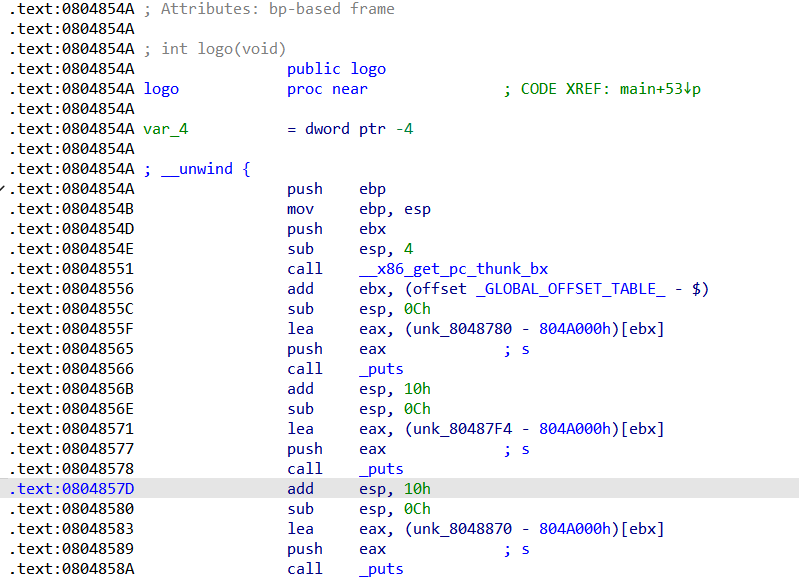 .text:0804854A ; Attributes: bp-based frame
.text:0804854A
.text:0804854A ; int logo(void)
.text:0804854A                 public logo
.text:0804854A logo            proc near               ; CODE XREF: main+53↓p
.text:0804854A
.text:0804854A var_4           = dword ptr -4
.text:0804854A
.text:0804854A ; __unwind {
.text:0804854A                 push    ebp
.text:0804854B                 mov     ebp, esp
.text:0804854D                 push    ebx
.text:0804854E                 sub     esp, 4
.text:08048551                 call    __x86_get_pc_thunk_bx
.text:08048556                 add     ebx, (offset _GLOBAL_OFFSET_TABLE_ - $)
.text:0804855C                 sub     esp, 0Ch
.text:0804855F                 lea     eax, (unk_8048780 - 804A000h)[ebx]
.text:08048565                 push    eax             ; s
.text:08048566                 call    _puts
.text:0804856B                 add     esp, 10h
.text:0804856E                 sub     esp, 0Ch
.text:08048571                 lea     eax, (unk_80487F4 - 804A000h)[ebx]
.text:08048577                 push    eax             ; s
.text:08048578                 call    _puts
.text:0804857D                 add     esp, 10h
.text:08048580                 sub     esp, 0Ch
.text:08048583                 lea     eax, (unk_8048870 - 804A000h)[ebx]
.text:08048589                 push    eax             ; s
.text:0804858A                 call    _puts